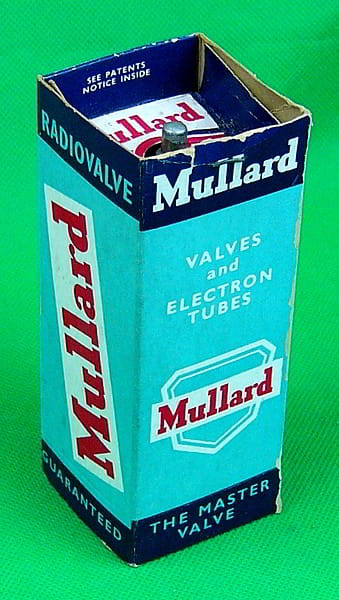 SEE PATENTS
NOTICE INSIDE
Mullard
RADIOVALVE
Mullard
GUARANTEED
Mullard
VALVES
and
ELECTRON
TUBES
Mullard
THE MASTER
VALVE